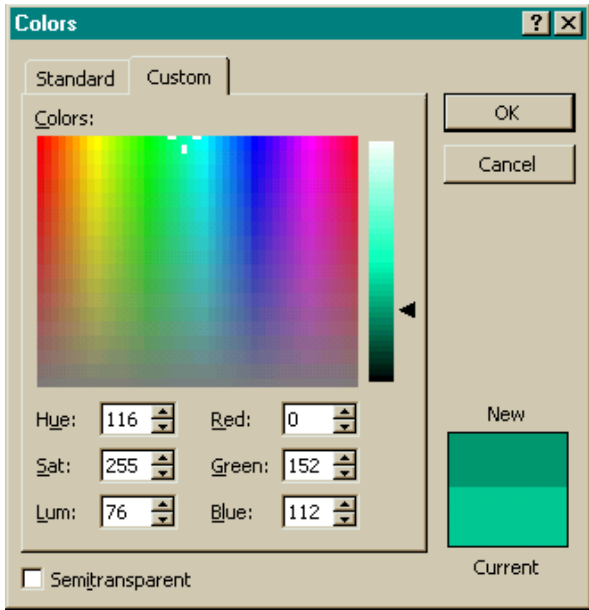 Colors
Standard Custom
Colors:
OK
Cancel
Hue: 116 Red: 0
Sat: 255 Green: 152
Lum: 76 Blue: 112
New
Current
Semitransparent